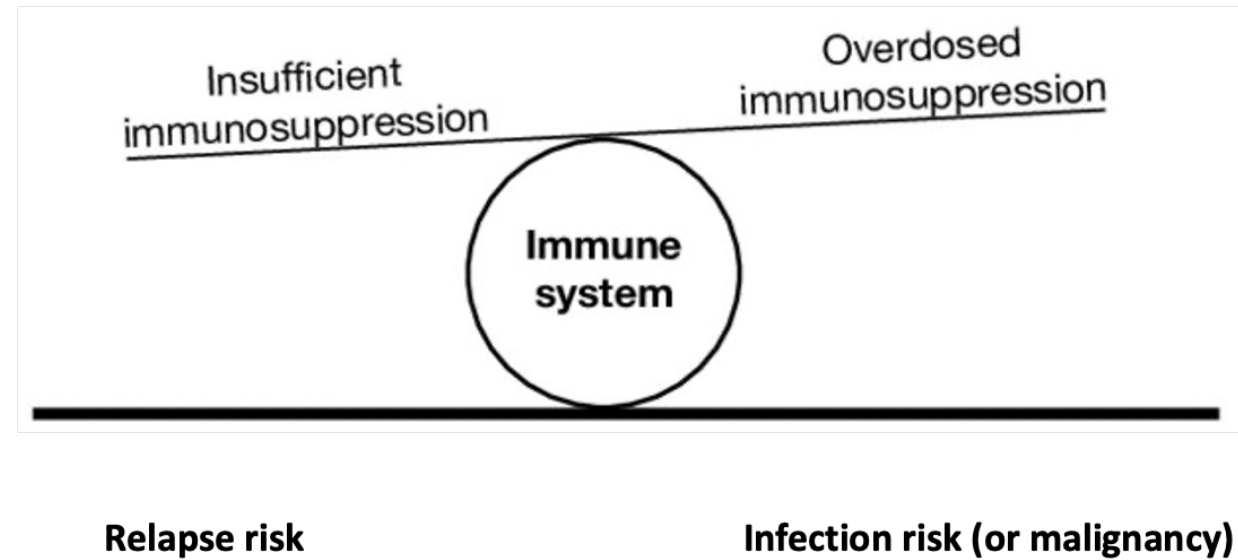 Insufficient
immunosuppression
Overdosed
immunosuppression
Immune
system
Relapse risk
Infection risk (or malignancy)